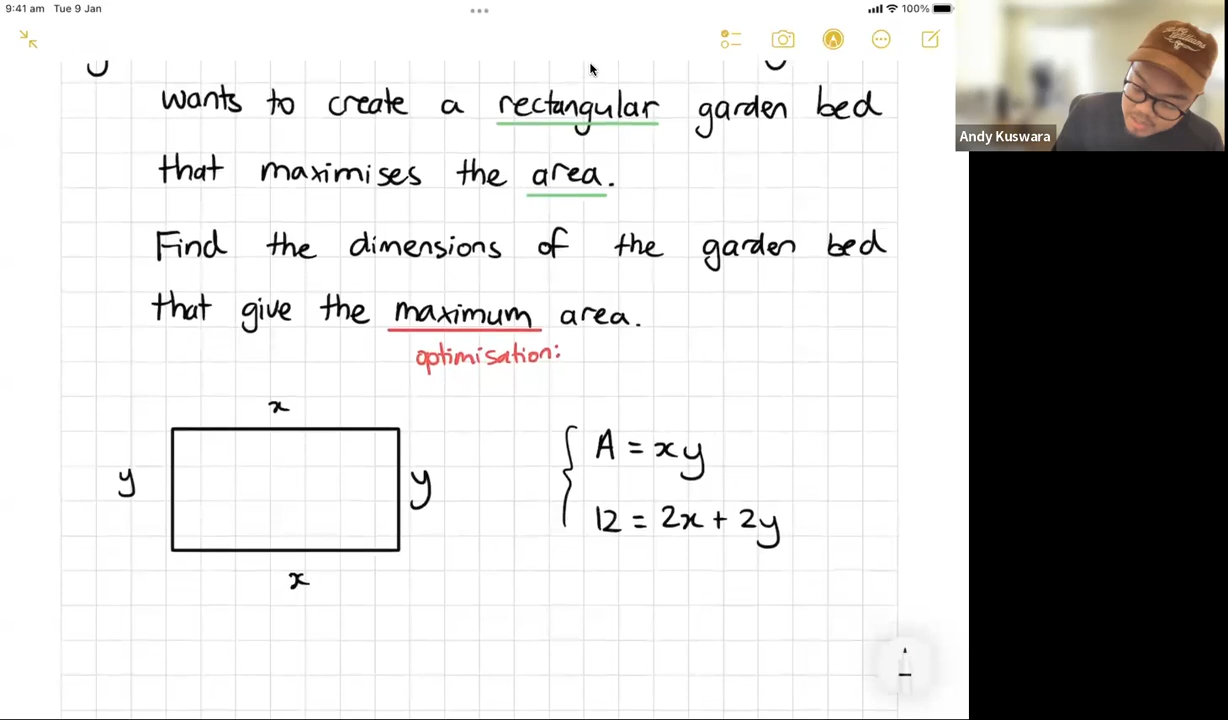 9:41 am Tue 9 Jan
100%
Andy Kuswara
wants to create a rectangular garden bed
that maximises the area.
Find the dimensions of the garden bed
that give the maximum area.
optimisation:
x
y
y
x
A = xy
12 = 2x + 2y